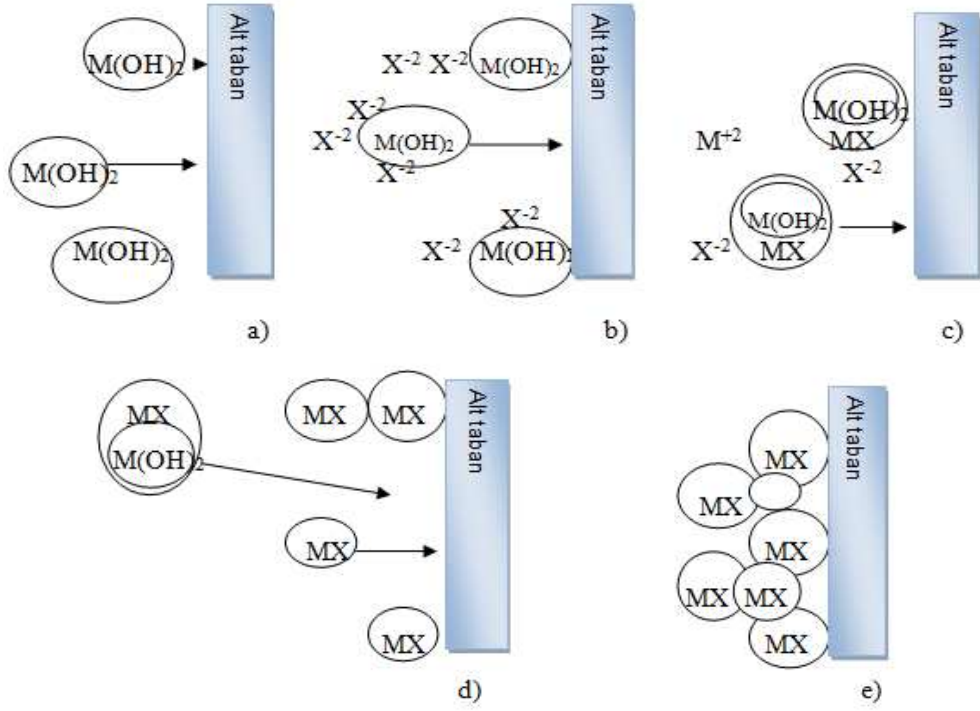 M(OH)2
M(OH)2
M(OH)2
Alt taban
a)
X-2 X-2 M(OH)2
X-2
X-2 M(OH)2
X-2
X-2
X-2 M(OH)2
Alt taban
b)
M(OH)2
MX
M+2
X-2
M(OH)2
X-2
MX
Alt taban
c)
MX
M(OH)2
MX MX
MX
MX
Alt taban
d)
MX
MX
MX
MX MX
MX
Alt taban
e)